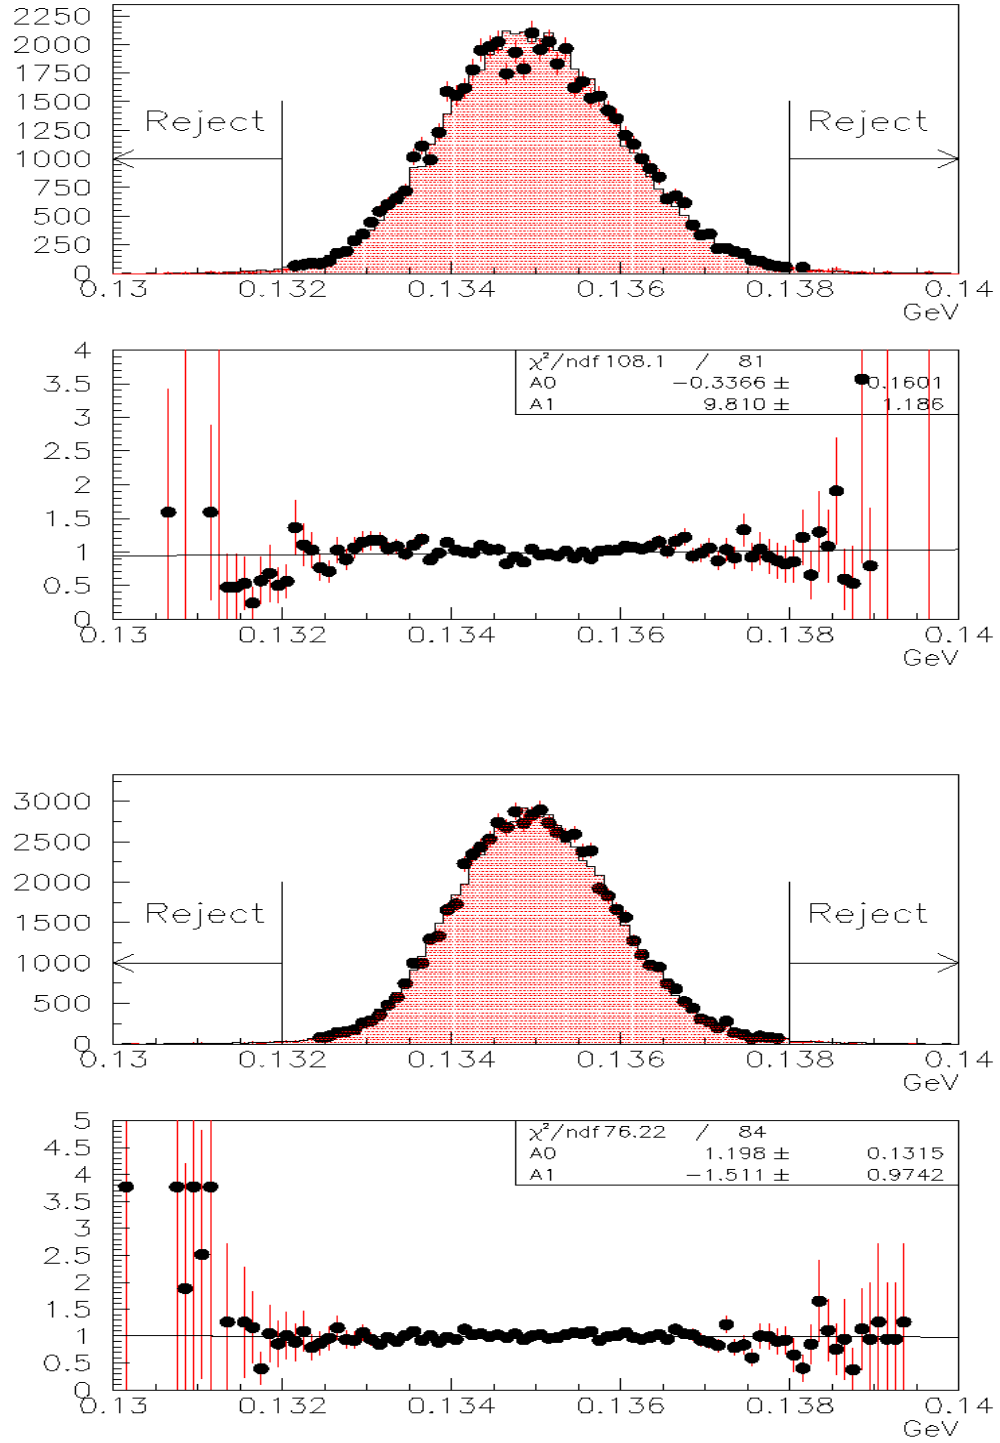 2250
2000
1750
1500
1250
1000
750
500
250
0
Reject
Reject
0.13 0.132 0.134 0.136 0.138 0.14
GeV
4
3.5
3
2.5
2
1.5
1
0.5
0
χ²/ndf 108.1 / 81
A0 −0.3366 ± 0.1601
A1 9.810 ± 1.186
0.13 0.132 0.134 0.136 0.138 0.14
GeV
3000
2500
2000
1500
1000
500
0
Reject
Reject
0.13 0.132 0.134 0.136 0.138 0.14
GeV
5
4.5
4
3.5
3
2.5
2
1.5
1
0.5
0
χ²/ndf 76.22 / 84
A0 1.198 ± 0.1315
A1 −1.511 ± 0.9742
0.13 0.132 0.134 0.136 0.138 0.14
GeV